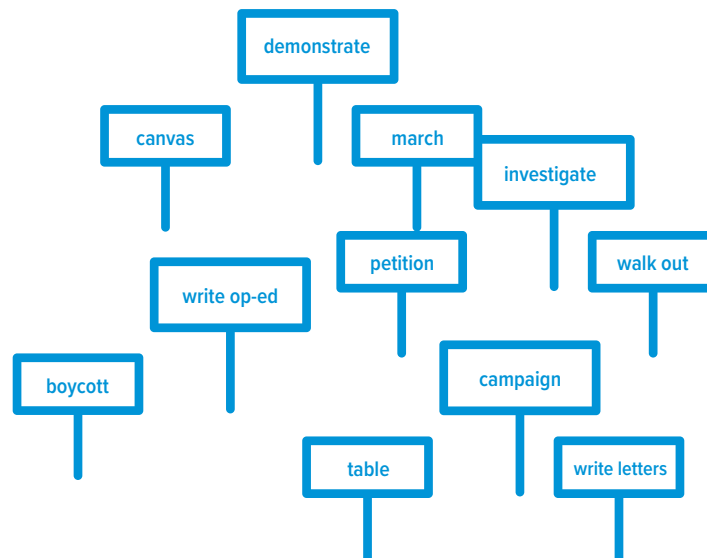 demonstrate
canvas
march
investigate
petition
walk out
write op-ed
campaign
boycott
table
write letters